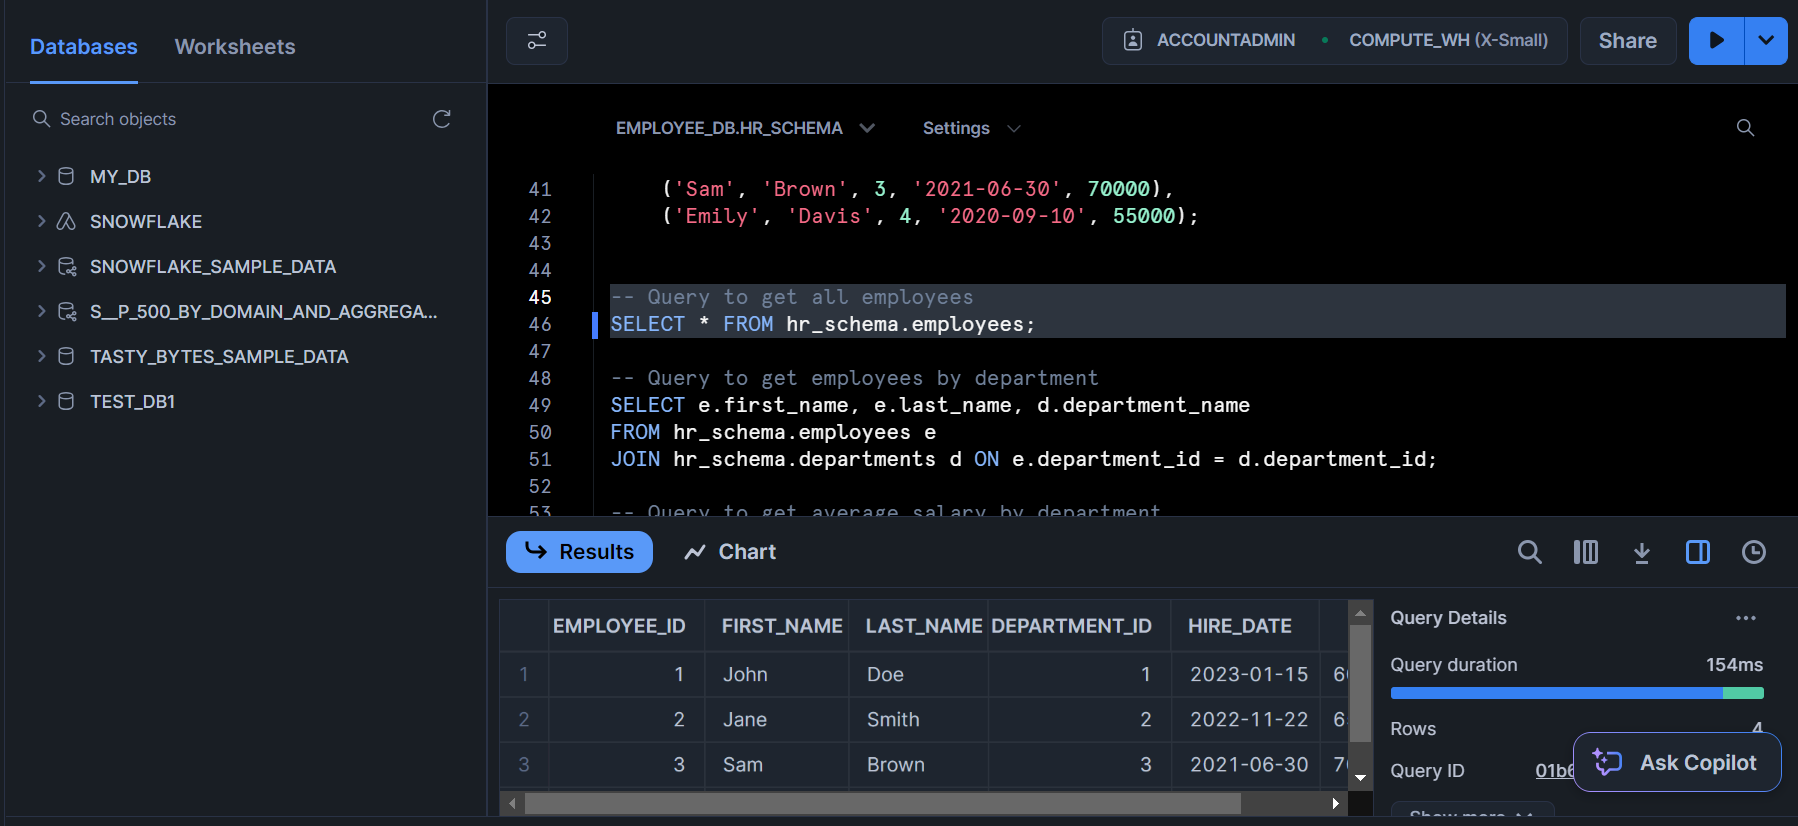 Databases Worksheets
Search objects
MY_DB
SNOWFLAKE
SNOWFLAKE_SAMPLE_DATA
S__P_500_BY_DOMAIN_AND_AGGREGA...
TASTY_BYTES_SAMPLE_DATA
TEST_DB1
ACCOUNTADMIN • COMPUTE_WH (X-Small) Share
EMPLOYEE_DB.HR_SCHEMA Settings
41 ('Sam', 'Brown', 3, '2021-06-30', 70000),
42 ('Emily', 'Davis', 4, '2020-09-10', 55000);
43
44
45 -- Query to get all employees
46 SELECT * FROM hr_schema.employees;
47
48 -- Query to get employees by department
49 SELECT e.first_name, e.last_name, d.department_name
50 FROM hr_schema.employees e
51 JOIN hr_schema.departments d ON e.department_id = d.department_id;
52
53 -- Query to get average salary by department
Results Chart
EMPLOYEE_ID FIRST_NAME LAST_NAME DEPARTMENT_ID HIRE_DATE
1 1 John Doe 1 2023-01-15 6
2 2 Jane Smith 2 2022-11-22 6
3 3 Sam Brown 3 2021-06-30 7
Query Details ...
Query duration 154ms
Rows 4
Query ID 01b6
Ask Copilot
Show more